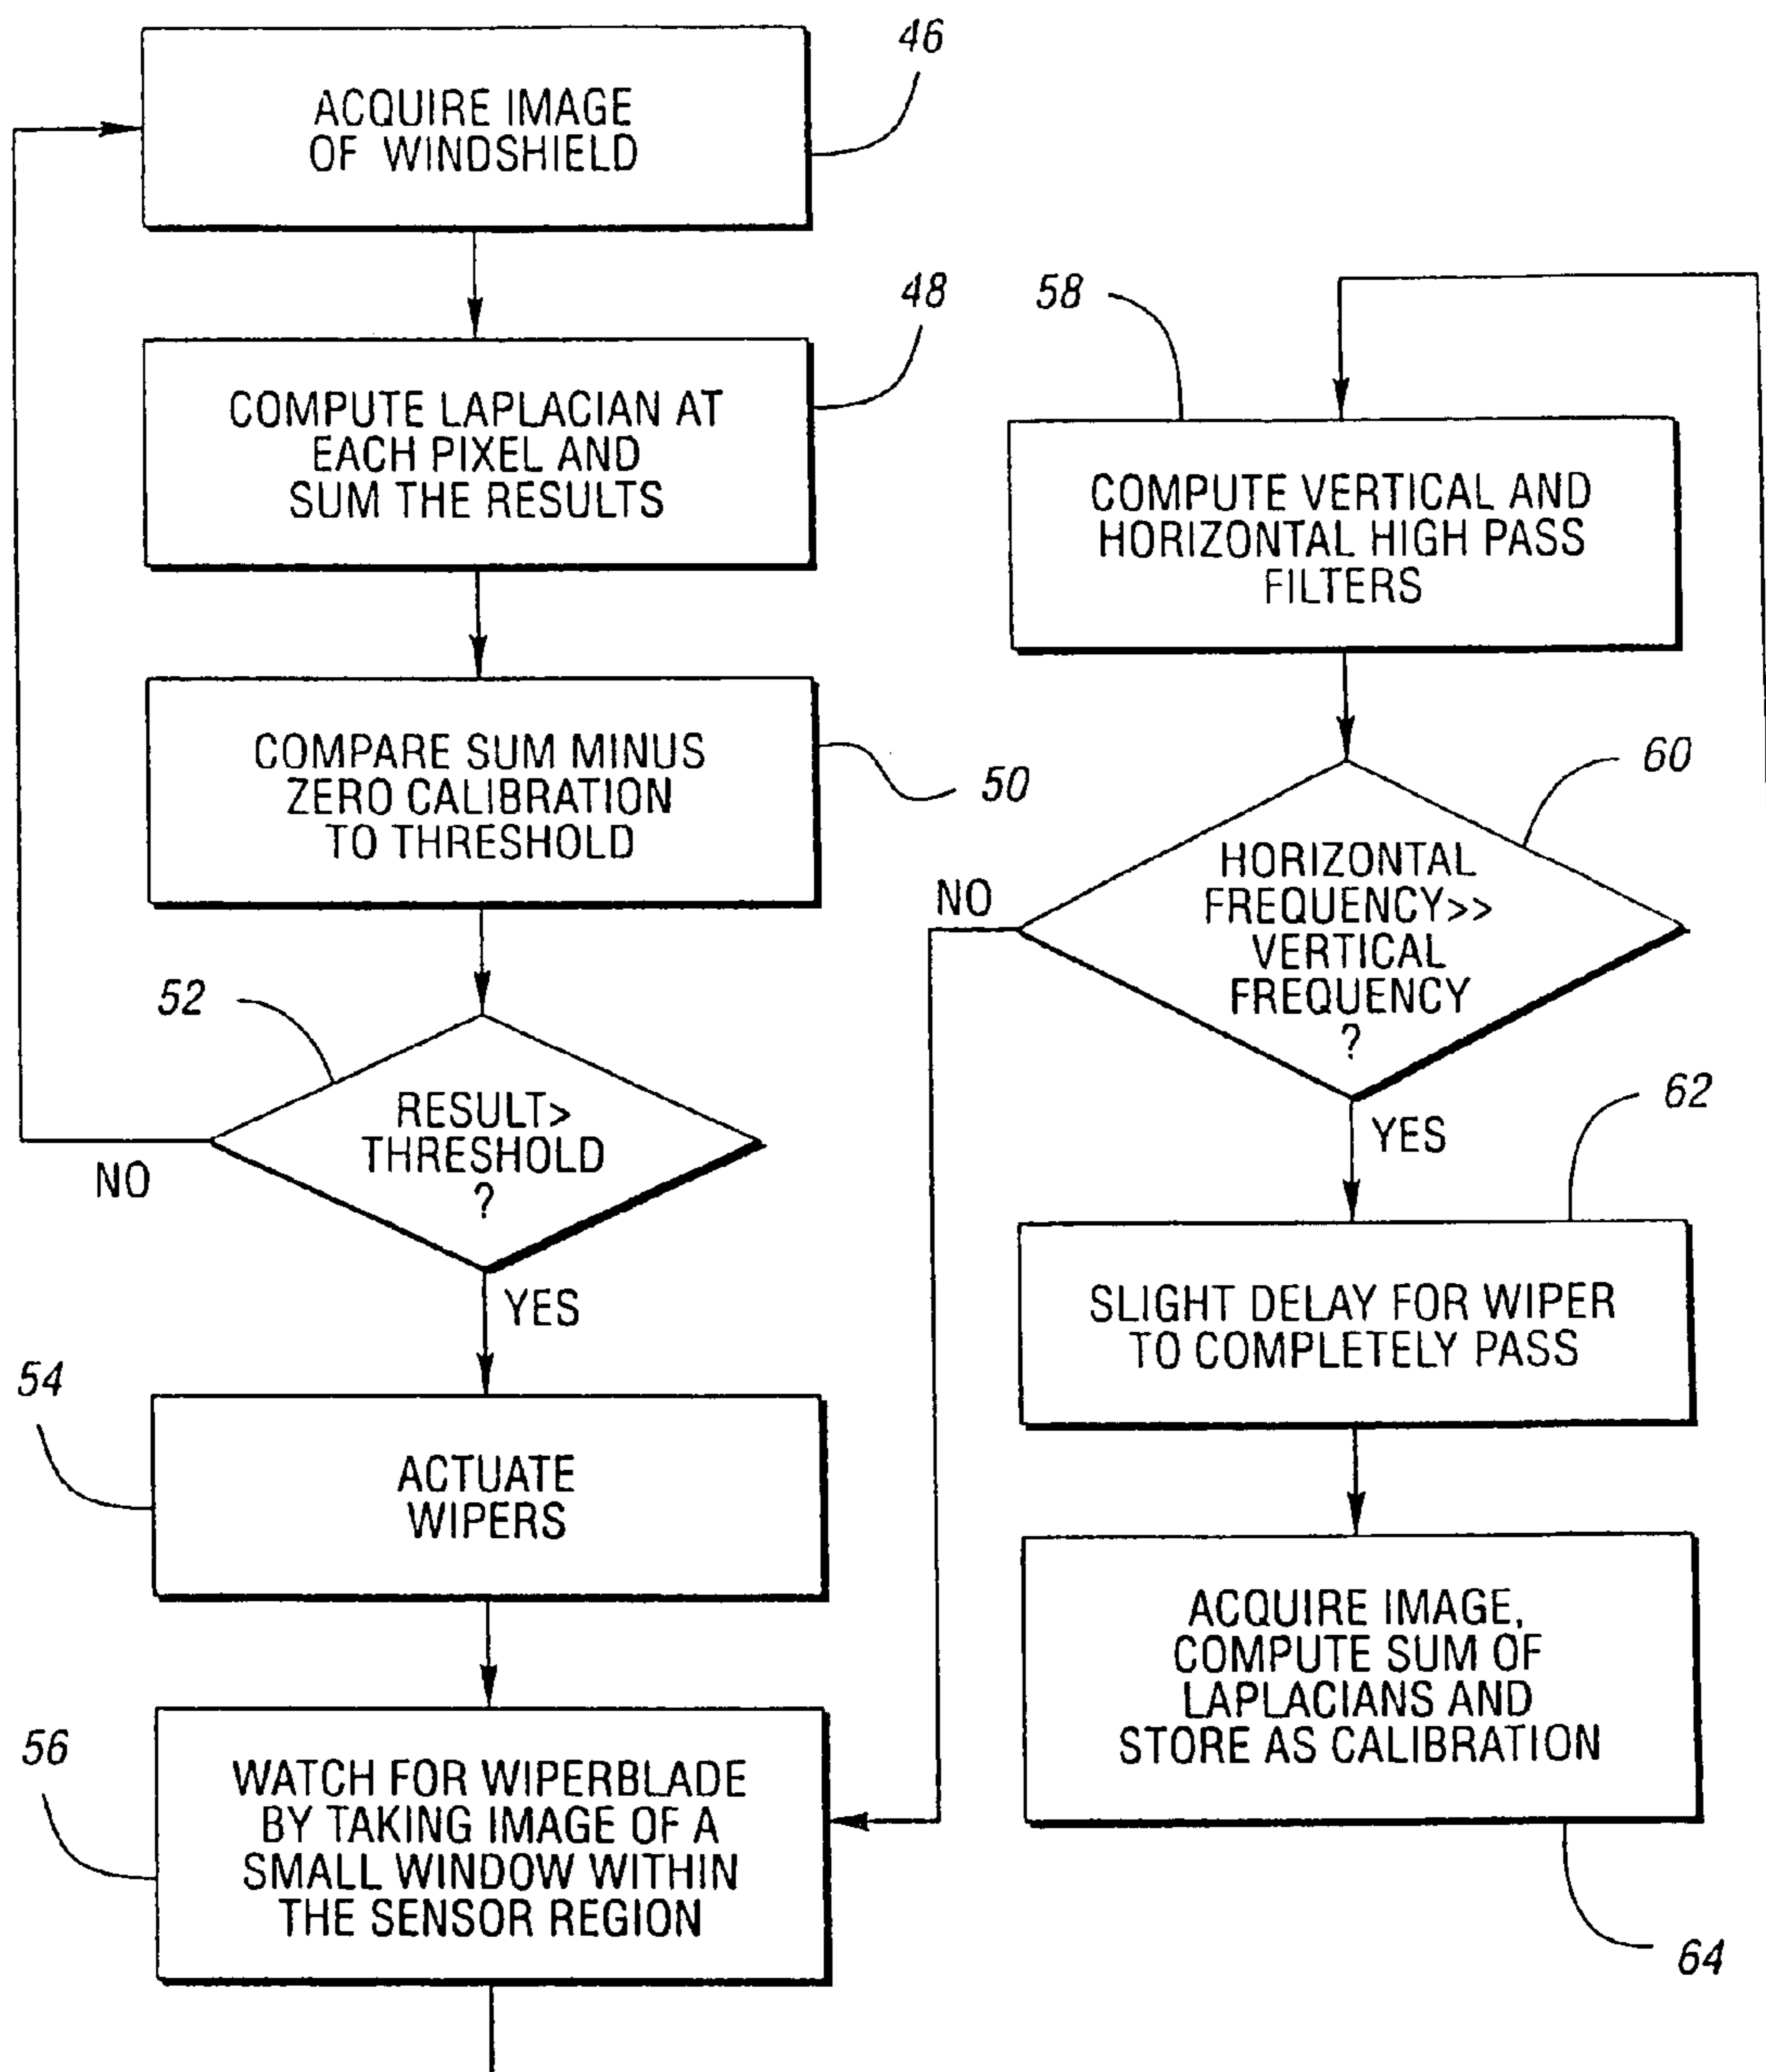 46
ACQUIRE IMAGE
OF WINDSHIELD
48
COMPUTE LAPLACIAN AT
EACH PIXEL AND
SUM THE RESULTS
50
COMPARE SUM MINUS
ZERO CALIBRATION
TO THRESHOLD
52
RESULT>
THRESHOLD
?
NO
YES
54
ACTUATE
WIPERS
56
WATCH FOR WIPERBLADE
BY TAKING IMAGE OF A
SMALL WINDOW WITHIN
THE SENSOR REGION
58
COMPUTE VERTICAL AND
HORIZONTAL HIGH PASS
FILTERS
60
HORIZONTAL
FREQUENCY>>
VERTICAL
FREQUENCY
?
NO
YES
62
SLIGHT DELAY FOR WIPER
TO COMPLETELY PASS
ACQUIRE IMAGE,
COMPUTE SUM OF
LAPLACIANS AND
STORE AS CALIBRATION
64